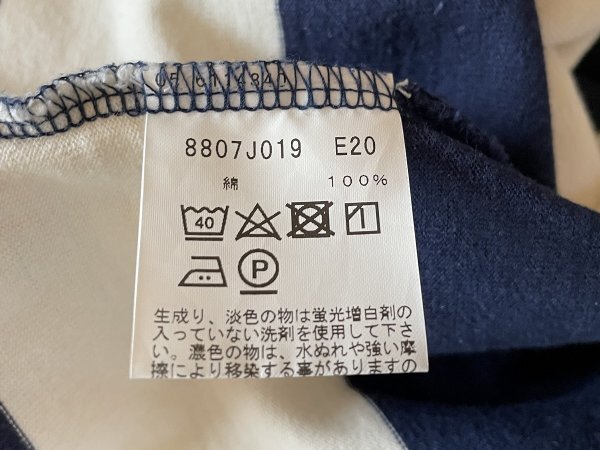 8807J019 E20
綿 100%
40
P
生成り、淡色の物は蛍光増白剤の
入っていない洗剤を使用して下さ
い。濃色の物は、水ぬれや強い摩
擦により移染する事がありますの